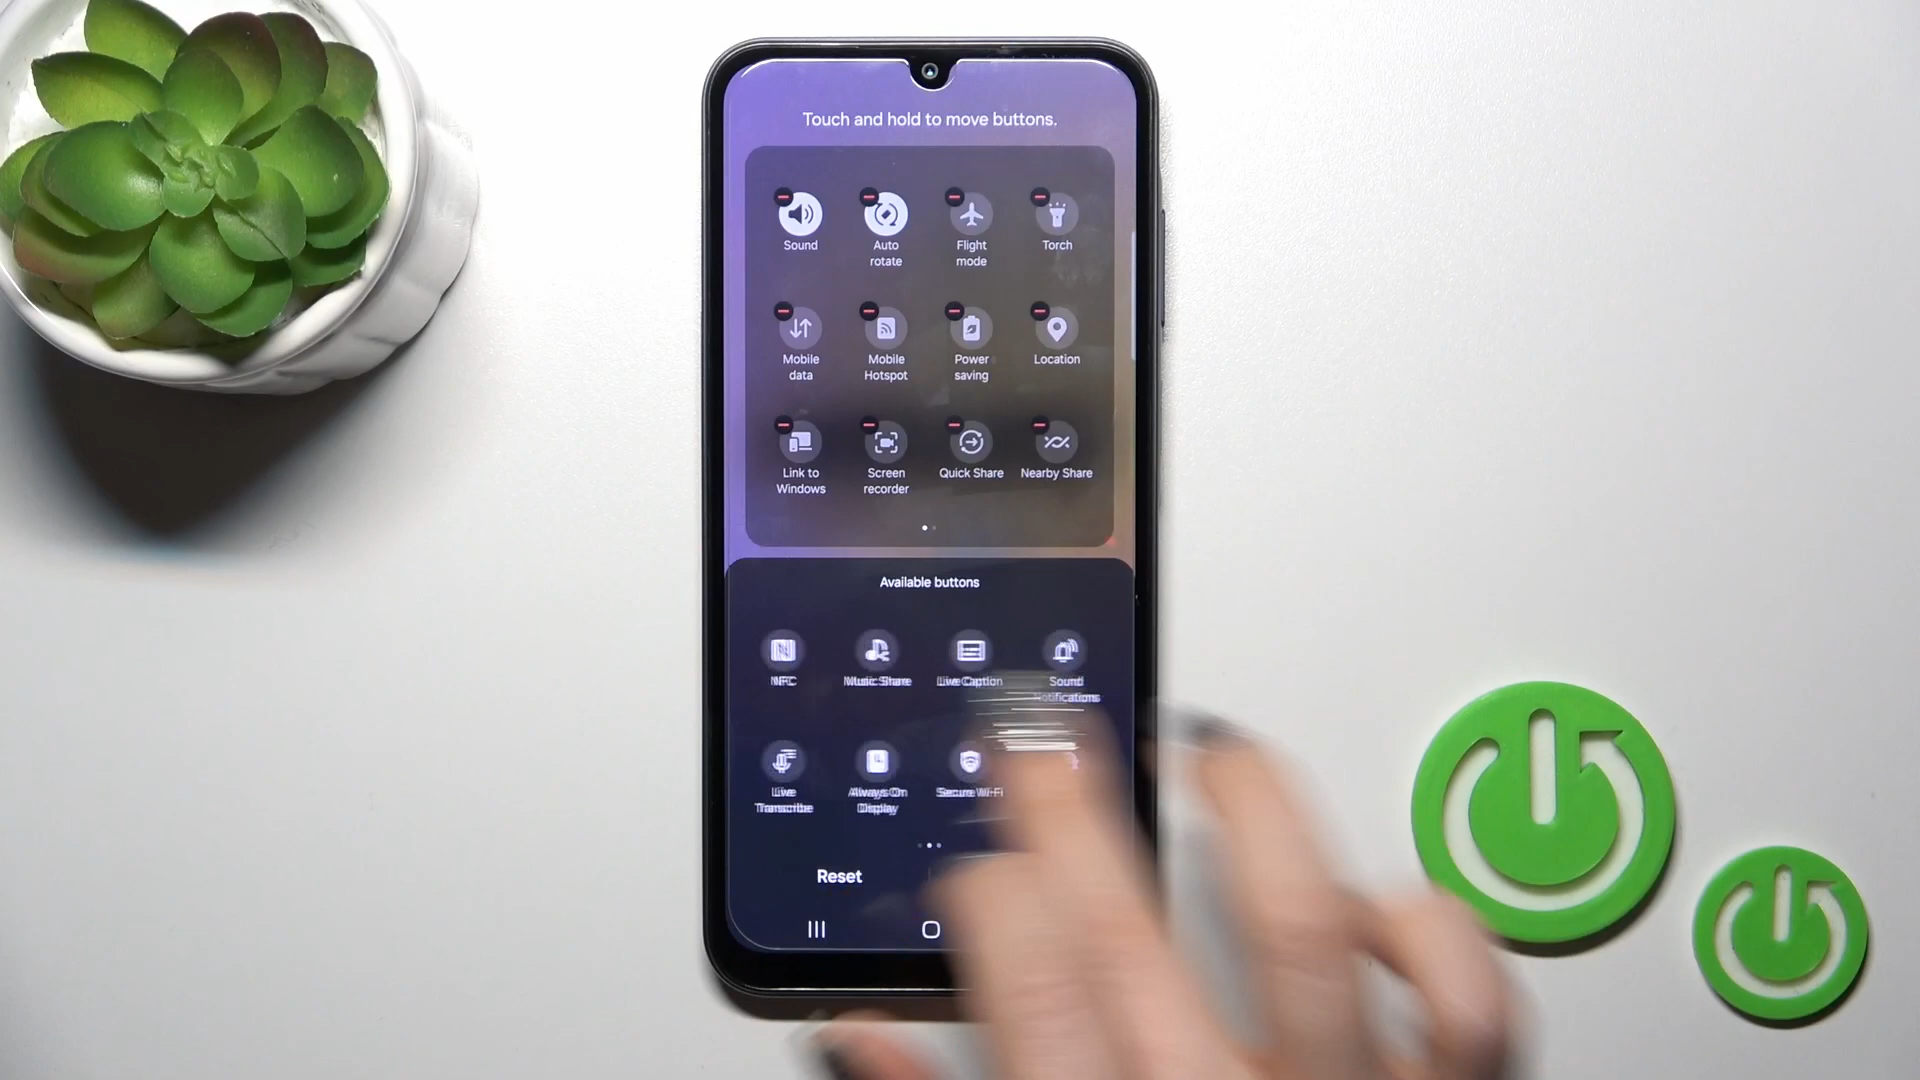 Touch and hold to move buttons.
Sound
Auto rotate
Flight mode
Torch
Mobile data
Mobile Hotspot
Power saving
Location
Link to Windows
Screen recorder
Quick Share
Nearby Share
Available buttons
NFC
Music Share
Live Caption
Sound notifications
Live Transcribe
Always On Display
Secure Wi-Fi
Reset